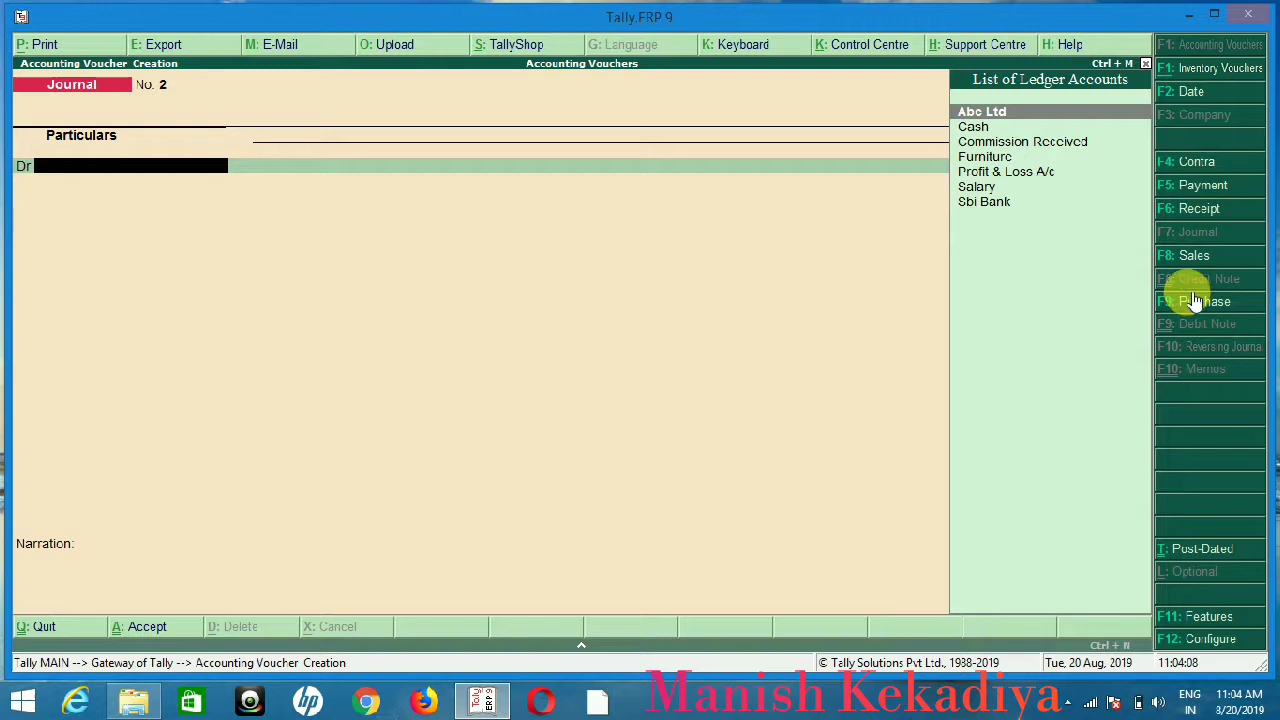 Tally.ERP 9
P: Print
E: Export
M: E-Mail
O: Upload
S: TallyShop
G: Language
K: Keyboard
K: Control Centre
H: Support Centre
H: Help
Accounting Voucher Creation
Accounting Vouchers
Ctrl + M
Journal No. 2
Particulars
Dr
List of Ledger Accounts
Abc Ltd
Cash
Commission Received
Furniture
Profit & Loss A/c
Salary
Sbi Bank
F1: Accounting Vouchers
F1: Inventory Vouchers
F2: Date
F3: Company
F4: Contra
F5: Payment
F6: Receipt
F7: Journal
F8: Sales
F8: Credit Note
F9: Purchase
F9: Debit Note
F10: Reversing Journal
F10: Memos
T: Post-Dated
L: Optional
F11: Features
F12: Configure
Narration:
Q: Quit
A: Accept
D: Delete
X: Cancel
Ctrl + N
Tally MAIN --> Gateway of Tally --> Accounting Voucher Creation
© Tally Solutions Pvt Ltd., 1988-2019
Tue, 20 Aug, 2019
11:04:08
Manish Kekadiya
ENG
IN
11:04 AM
8/20/2019